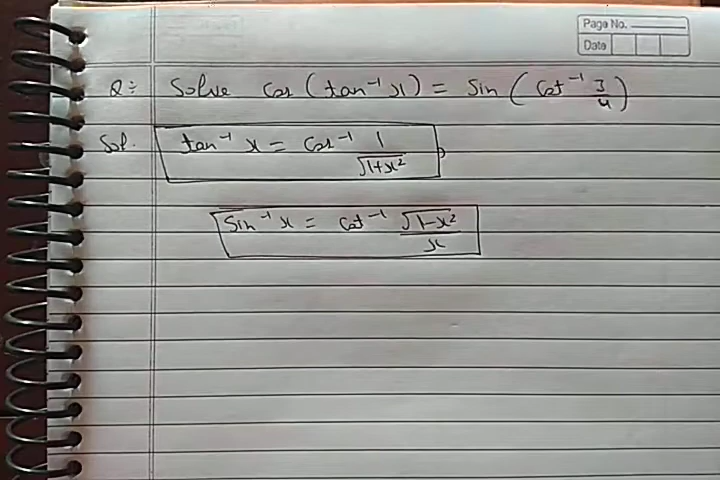 Page No.
Date
Q÷ Solve cos (tan⁻¹ x) = sin (cot⁻¹ 3/4)
Sol. tan⁻¹ x = cos⁻¹ 1/√1+x² ,
sin⁻¹ x = cot⁻¹ √1-x²/x